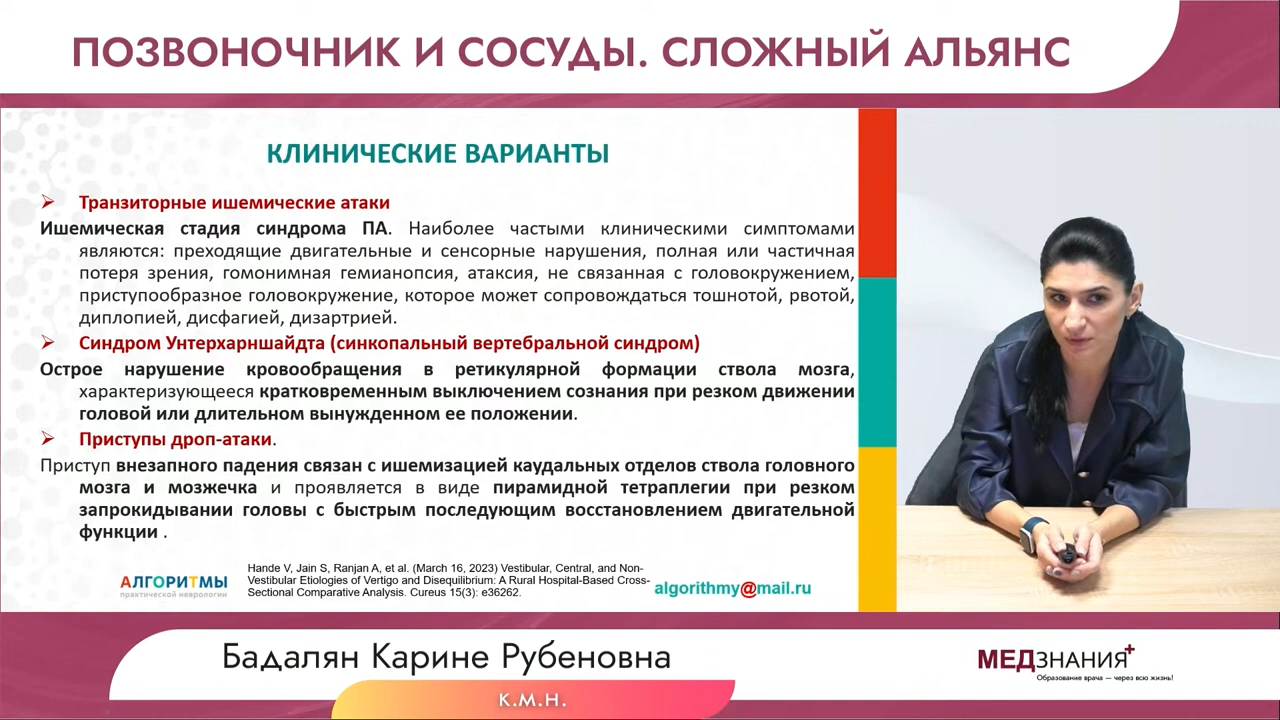 ПОЗВОНОЧНИК И СОСУДЫ. СЛОЖНЫЙ АЛЬЯНС
КЛИНИЧЕСКИЕ ВАРИАНТЫ
Транзиторные ишемические атаки
Ишемическая стадия синдрома ПА. Наиболее частыми клиническими симптомами
являются: преходящие двигательные и сенсорные нарушения, полная или частичная
потеря зрения, гомонимная гемианопсия, атаксия, не связанная с головокружением,
приступообразное головокружение, которое может сопровождаться тошнотой, рвотой,
диплопией, дисфагией, дизартрией.
Синдром Унтерхарншайдта (синкопальный вертебральной синдром)
Острое нарушение кровообращения в ретикулярной формации ствола мозга,
характеризующееся кратковременным выключением сознания при резком движении
головой или длительном вынужденном ее положении.
Приступы дроп-атаки.
Приступ внезапного падения связан с ишемизацией каудальных отделов ствола головного
мозга и мозжечка и проявляется в виде пирамидной тетраплегии при резком
запрокидывании головы с быстрым последующим восстановлением двигательной
функции .
АЛГОРИТМЫ
практической неврологии
Hande V, Jain S, Ranjan A, et al. (March 16, 2023) Vestibular, Central, and Non-
Vestibular Etiologies of Vertigo and Disequilibrium: A Rural Hospital-Based Cross-
Sectional Comparative Analysis. Cureus 15(3): e36262.
algorithmy@mail.ru
Бадалян Карине Рубеновна
к.м.н.
МЕДЗНАНИЯ+
Образование врача — через всю жизнь!